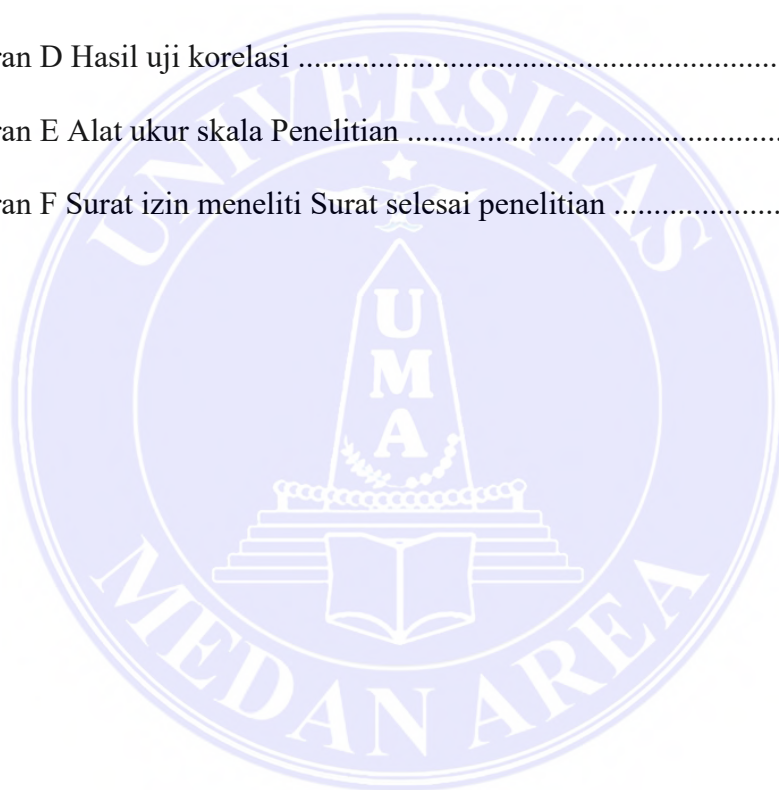 ran D Hasil uji korelasi ............................................................
ran E Alat ukur skala Penelitian ...............................................
ran F Surat izin meneliti Surat selesai penelitian .....................
UNIVERSITAS
UMA
MEDAN AREA